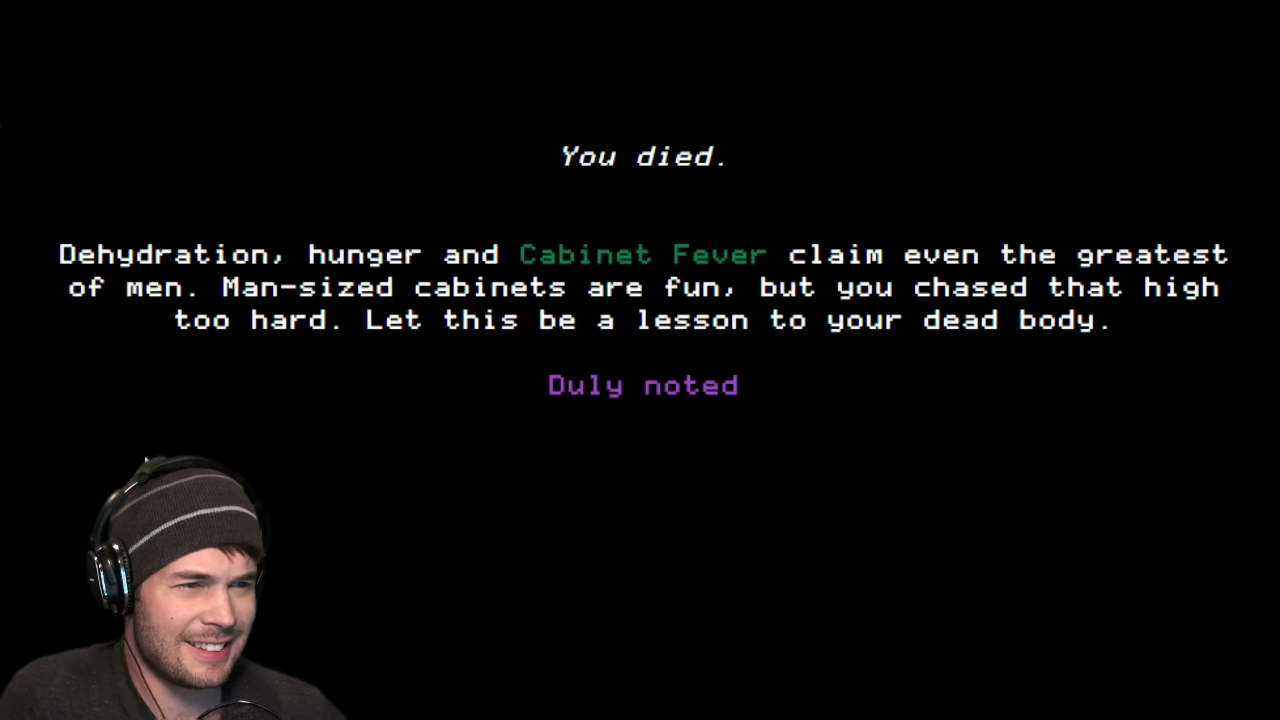 You died.
Dehydration, hunger and Cabinet Fever claim even the greatest
of men. Man-sized cabinets are fun, but you chased that high
too hard. Let this be a lesson to your dead body.
Duly noted